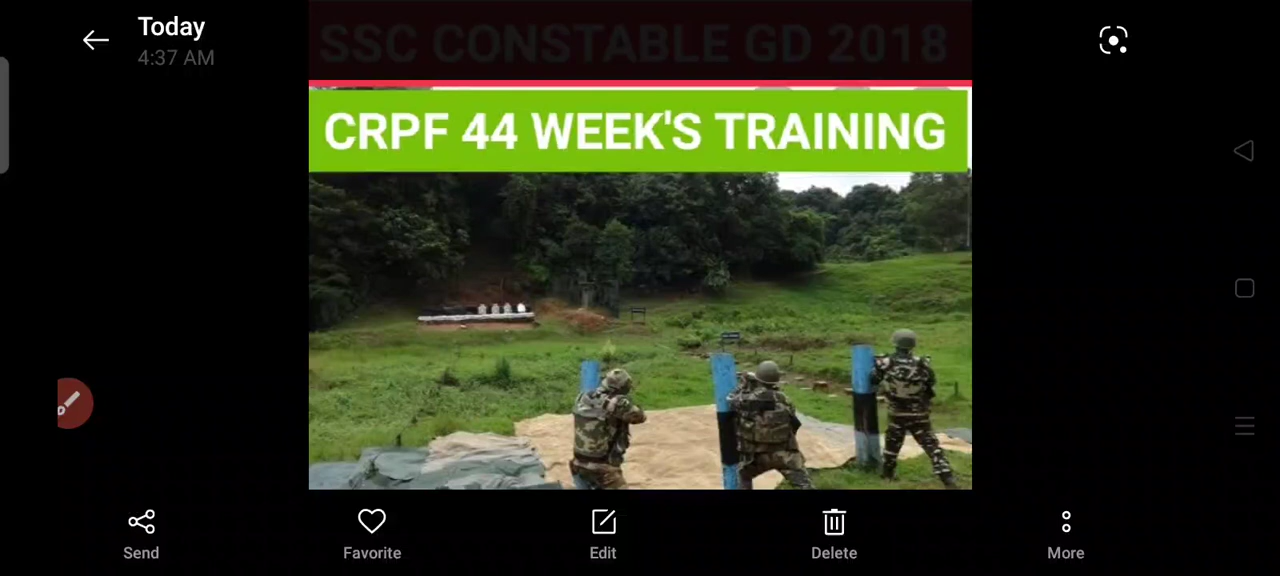 Today
4:37 AM
SSC CONSTABLE GD 2018
CRPF 44 WEEK'S TRAINING
Send
Favorite
Edit
Delete
More